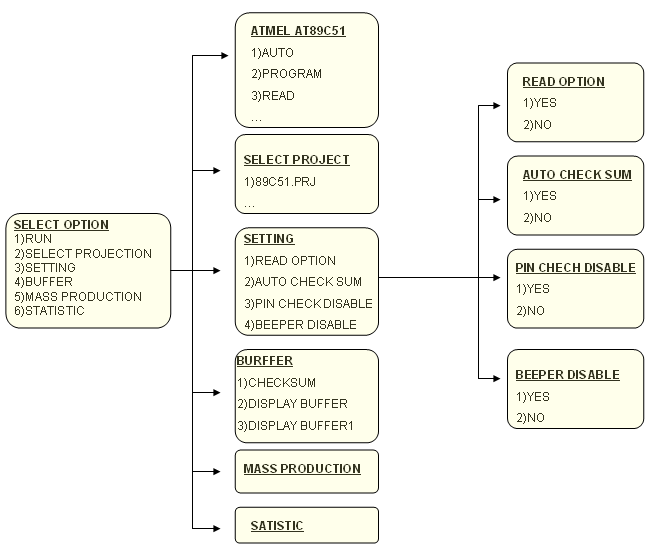 SELECT OPTION
1)RUN
2)SELECT PROJECTION
3)SETTING
4)BUFFER
5)MASS PRODUCTION
6)STATISTIC
ATMEL AT89C51
1)AUTO
2)PROGRAM
3)READ
...
SELECT PROJECT
1)89C51.PRJ
...
SETTING
1)READ OPTION
2)AUTO CHECK SUM
3)PIN CHECK DISABLE
4)BEEPER DISABLE
BURFFER
1)CHECKSUM
2)DISPLAY BUFFER
3)DISPLAY BUFFER1
MASS PRODUCTION
SATISTIC
READ OPTION
1)YES
2)NO
AUTO CHECK SUM
1)YES
2)NO
PIN CHECH DISABLE
1)YES
2)NO
BEEPER DISABLE
1)YES
2)NO